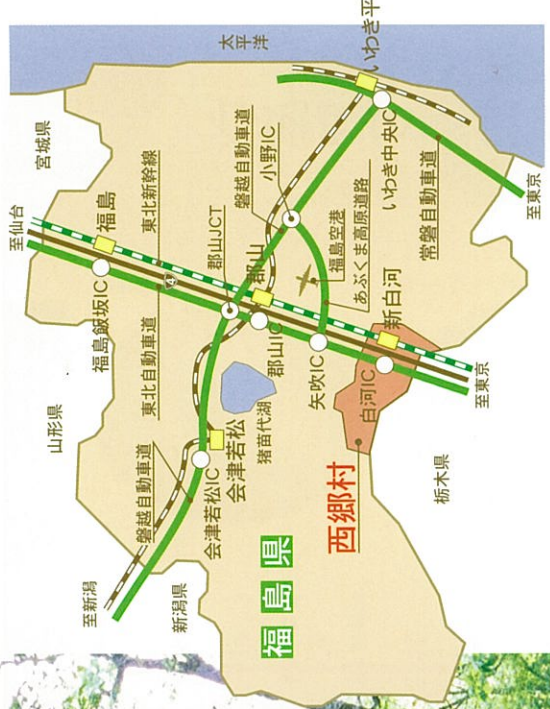 太平洋
いわき平
宮城県
至仙台
福島
東北新幹線
磐越自動車道
小野IC
いわき中央IC
常磐自動車道
至東京
福島飯坂IC
4
郡山JCT
郡山
福島空港
あぶくま高原道路
東北自動車道
郡山IC
矢吹IC
新白河
白河IC
至東京
山形県
猪苗代湖
会津若松
会津若松IC
磐越自動車道
西郷村
栃木県
至新潟
新潟県
福島県